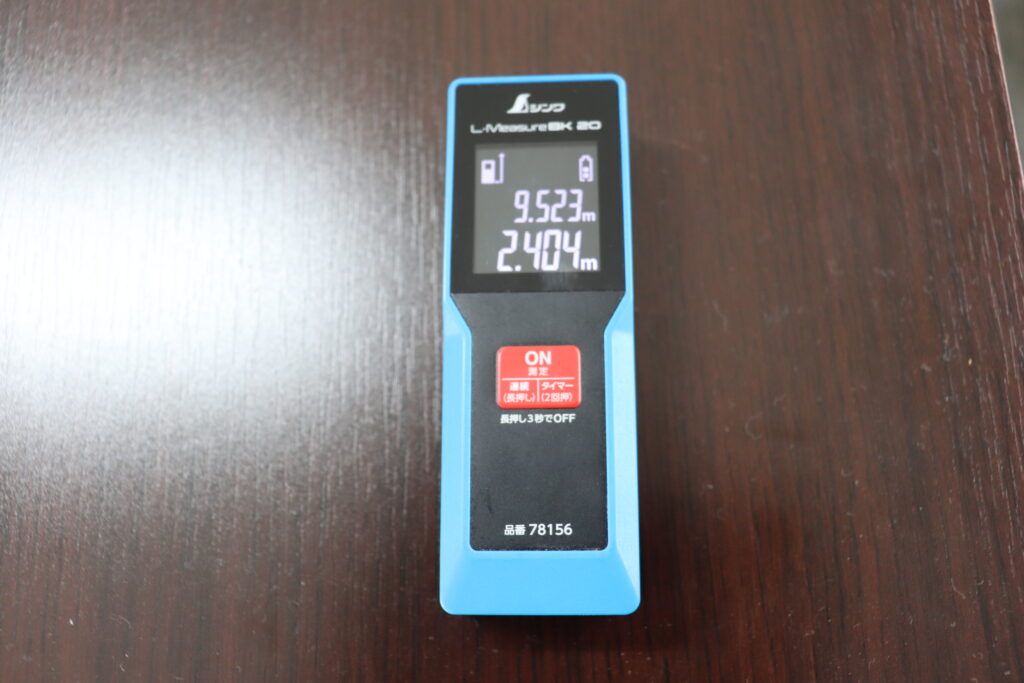 シンワ
L-Measure BK 20
9.523m
2.404m
ON
測定
連続 タイマー
(長押し) (2回押)
長押し3秒でOFF
品番 78156